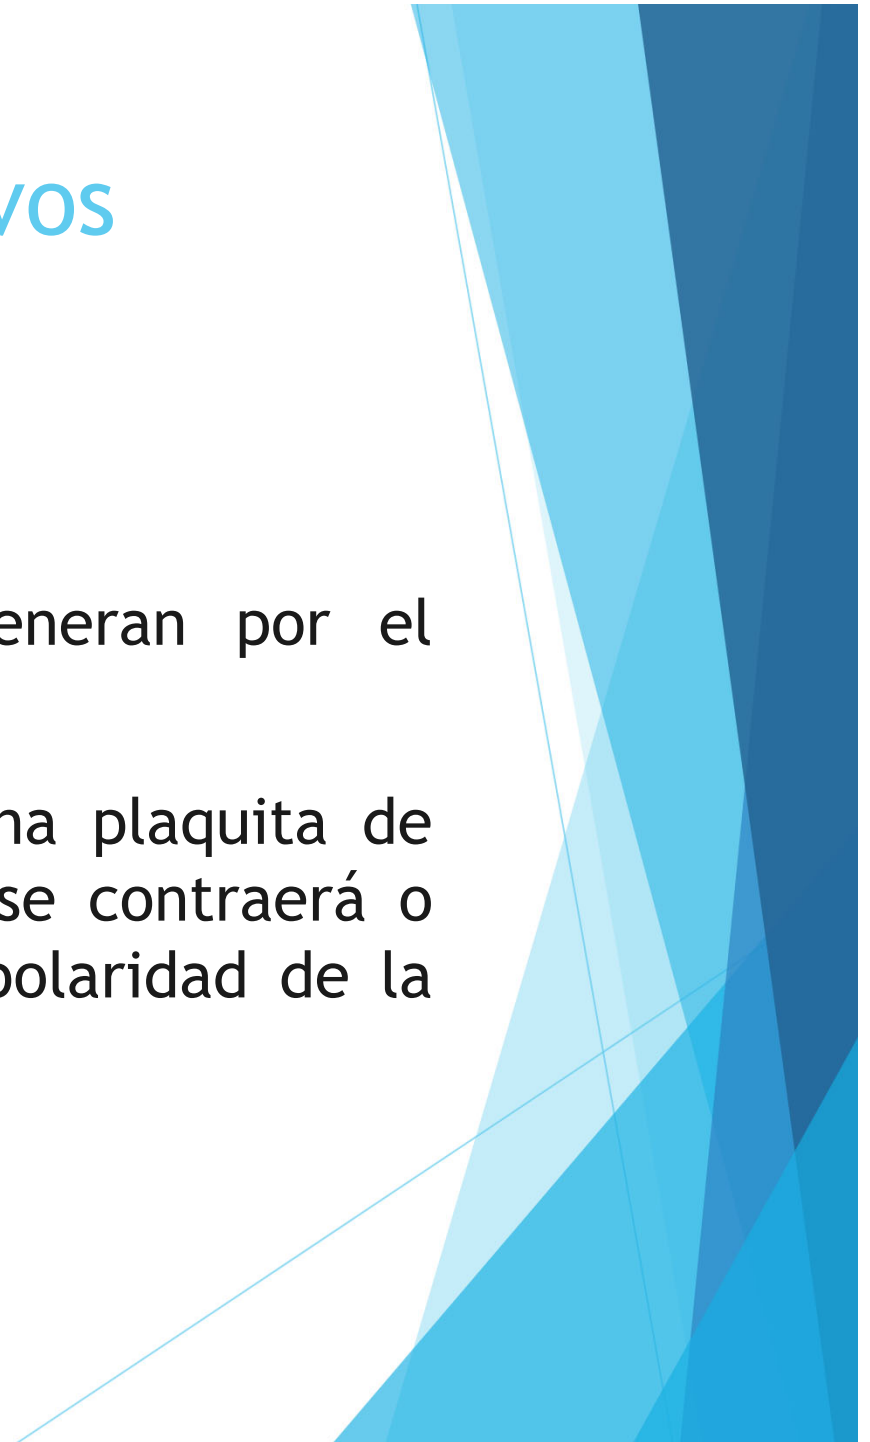 vos
eneran por el
na plaquita de
se contraerá o
polaridad de la